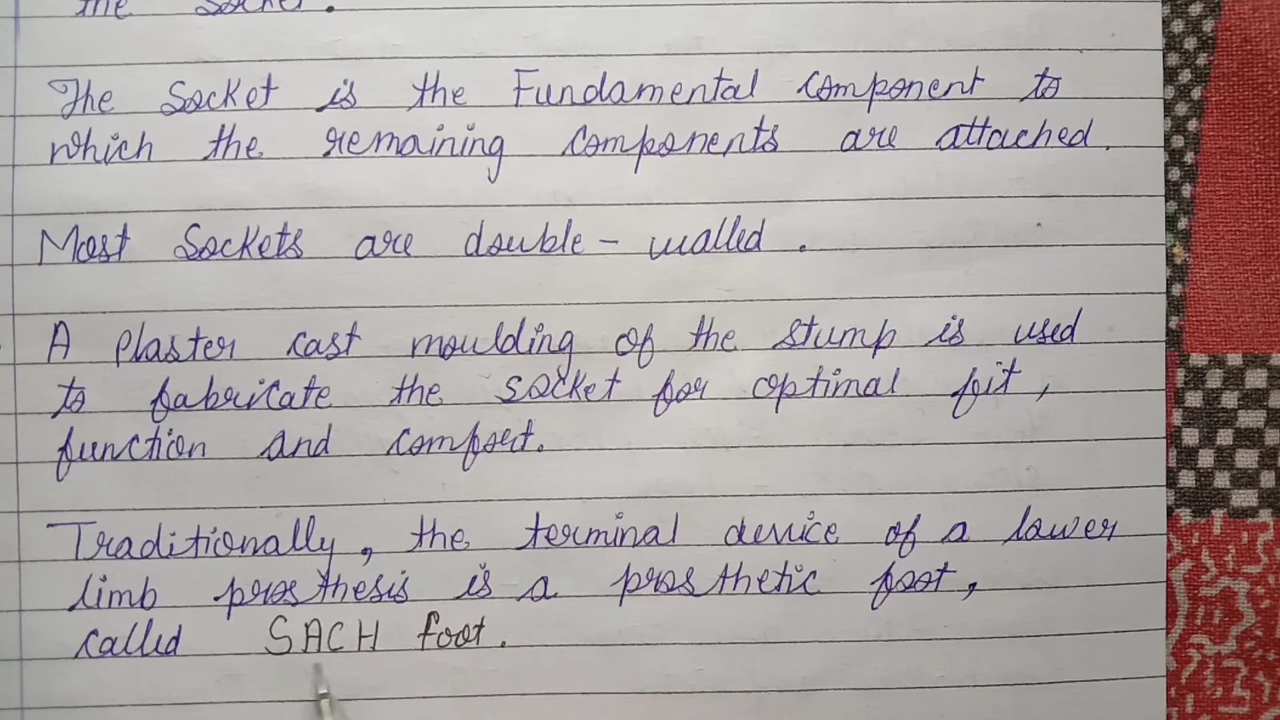 the socket.
The Socket is the Fundamental component to
which the remaining components are attached.
Most Sockets are double - walled.
A plaster cast moulding of the stump is used
to fabricate the socket for optimal fit,
function and comfort.
Traditionally, the terminal device of a lower
limb prosthesis is a prosthetic foot,
called SACH foot.